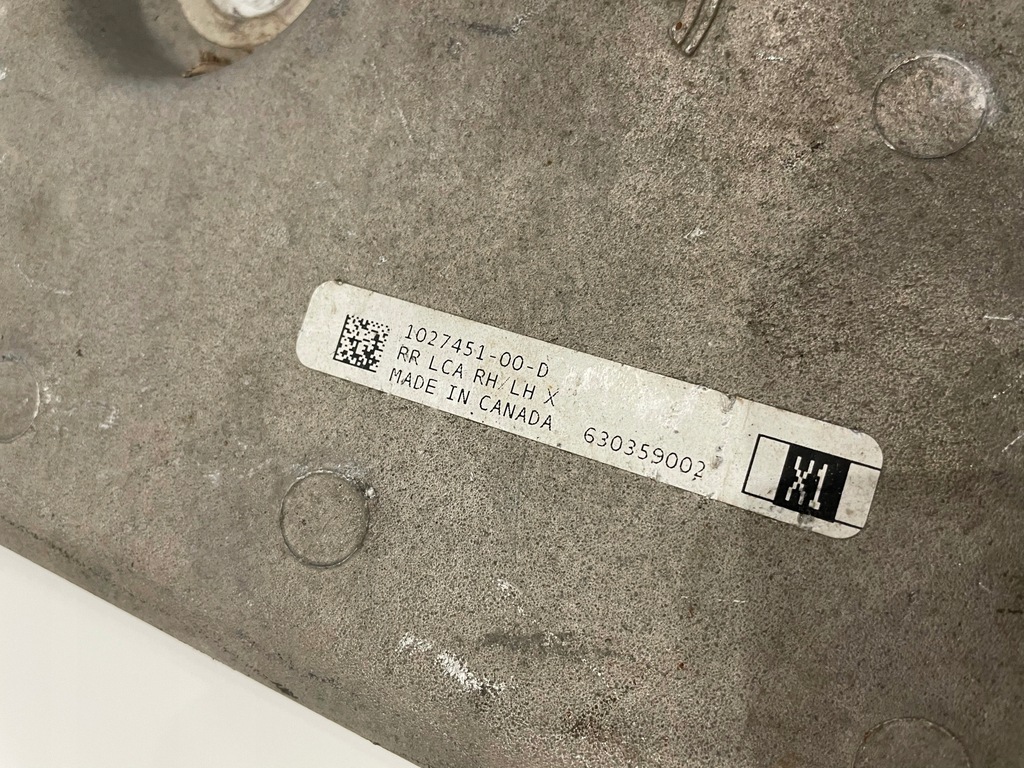 1027451-00-D
RR LCA RH/LH X
MADE IN CANADA 630359002
X1